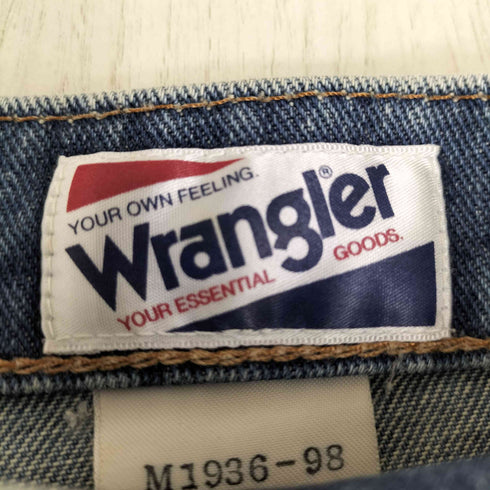 YOUR OWN FEELING.
Wrangler®
YOUR ESSENTIAL GOODS.
M1936-98